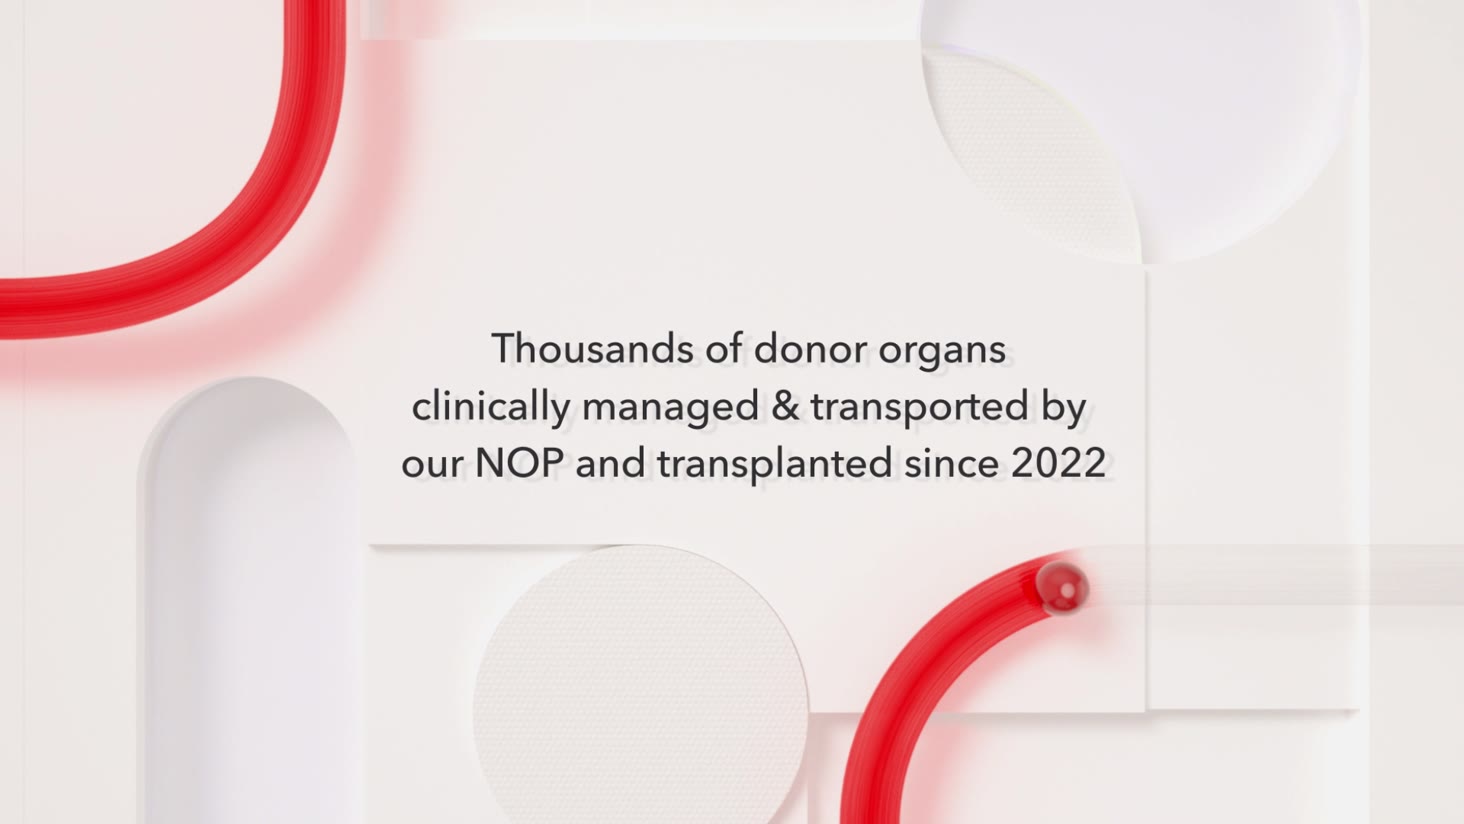 Thousands of donor organs
clinically managed & transported by
our NOP and transplanted since 2022